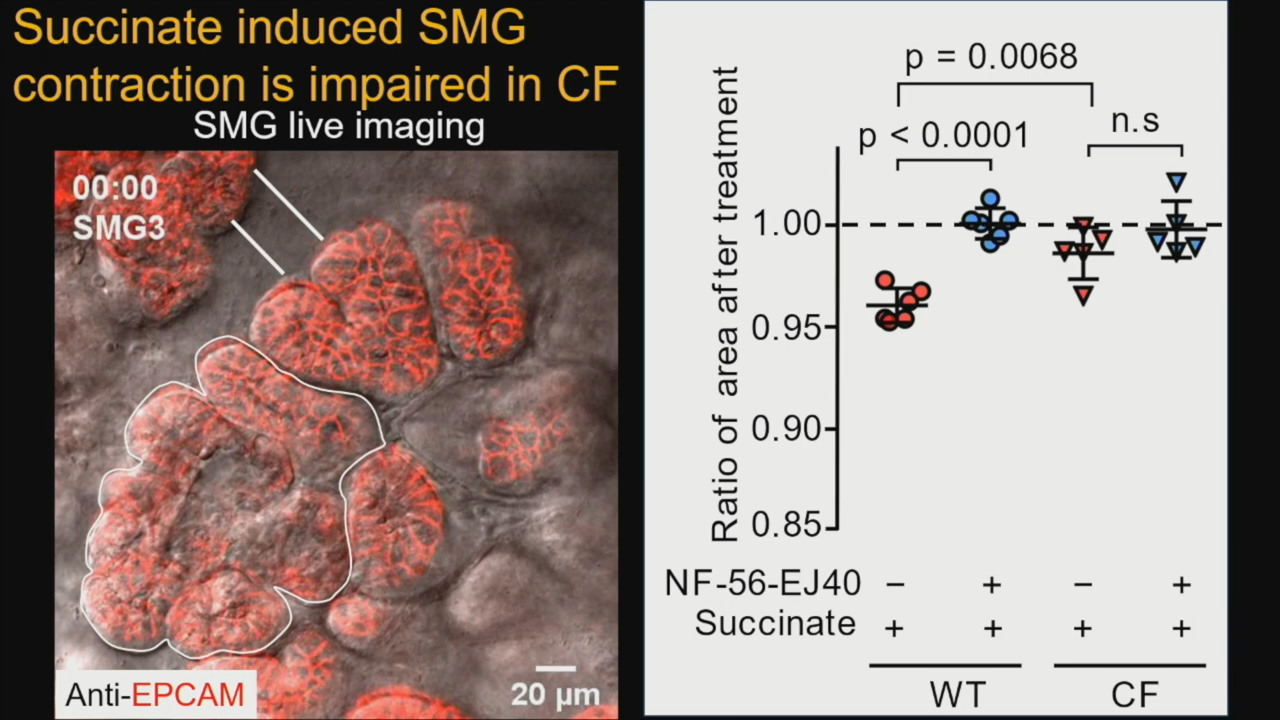 Succinate induced SMG
contraction is impaired in CF
SMG live imaging
00:00
SMG3
Anti-EPCAM
20 µm
p = 0.0068
p < 0.0001
n.s
Ratio of area after treatment
1.00
0.95
0.90
0.85
NF-56-EJ40 − + − +
Succinate + + + +
WT CF